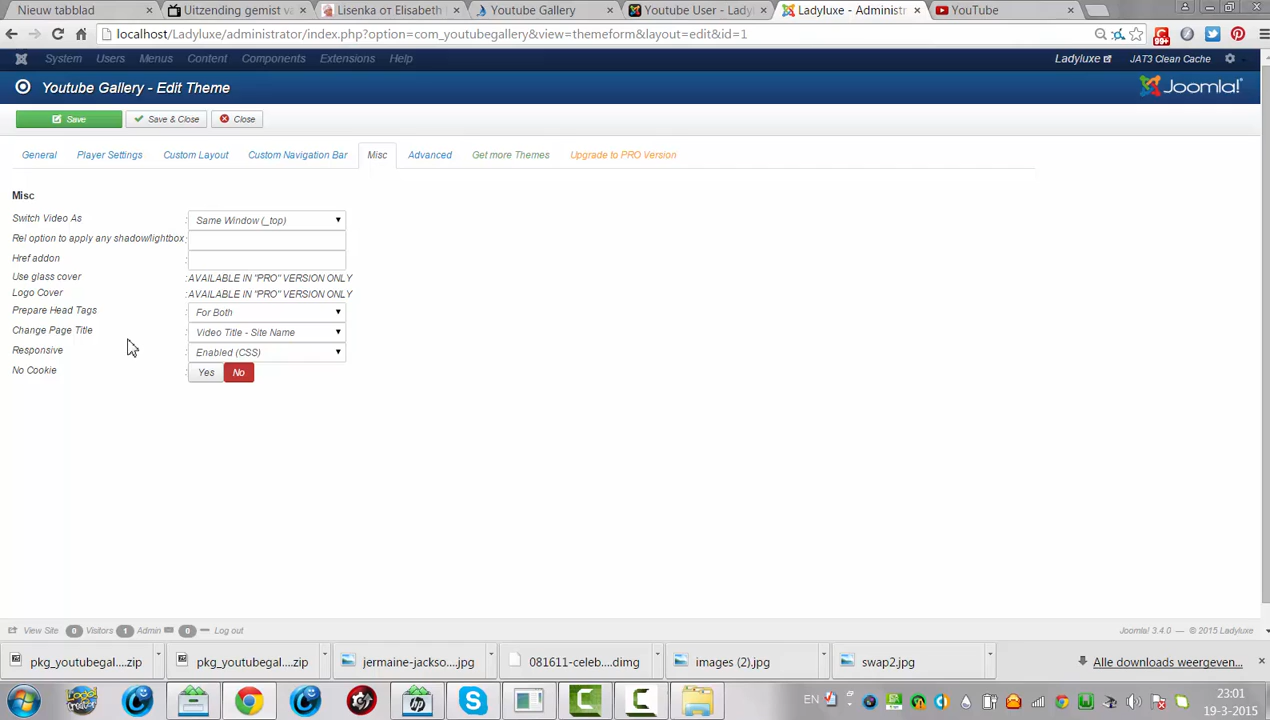 Nieuw tabblad
Uitzending gemist va
Lisenka от Elisabeth
Youtube Gallery
Youtube User - Lady
Ladyluxe - Administr
YouTube
localhost/Ladyluxe/administrator/index.php?option=com_youtubegallery&view=themeform&layout=edit&id=1
99+
System Users Menus Content Components Extensions Help
Ladyluxe
JAT3 Clean Cache
Youtube Gallery - Edit Theme
Joomla!
Save
Save & Close
Close
General
Player Settings
Custom Layout
Custom Navigation Bar
Misc
Advanced
Get more Themes
Upgrade to PRO Version
Misc
Switch Video As : Same Window (_top)
Rel option to apply any shadow/lightbox :
Href addon :
Use glass cover : AVAILABLE IN "PRO" VERSION ONLY
Logo Cover : AVAILABLE IN "PRO" VERSION ONLY
Prepare Head Tags : For Both
Change Page Title : Video Title - Site Name
Responsive : Enabled (CSS)
No Cookie : Yes No
View Site 0 Visitors 1 Admin 0 Log out
Joomla! 3.4.0 — © 2015 Ladyluxe
pkg_youtubegal....zip
pkg_youtubegal....zip
jermaine-jackso....jpg
081611-celeb....dimg
images (2).jpg
swap2.jpg
Alle downloads weergeven...
EN
23:01
19-3-2015